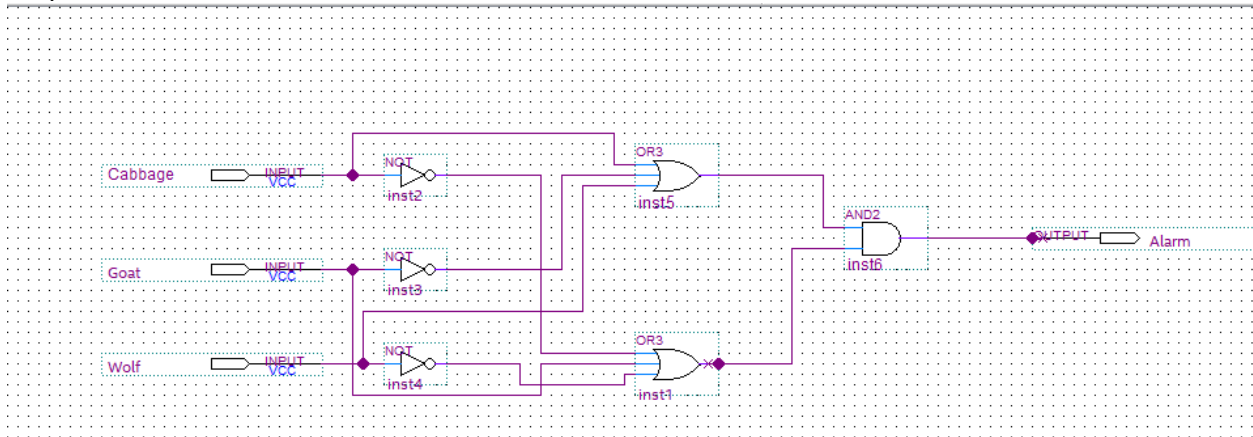 Cabbage
INPUT
VCC
NOT
inst2
OR3
inst5
AND2
inst6
OUTPUT
Alarm
Goat
INPUT
VCC
NOT
inst3
Wolf
INPUT
VCC
NOT
inst4
OR3
inst1